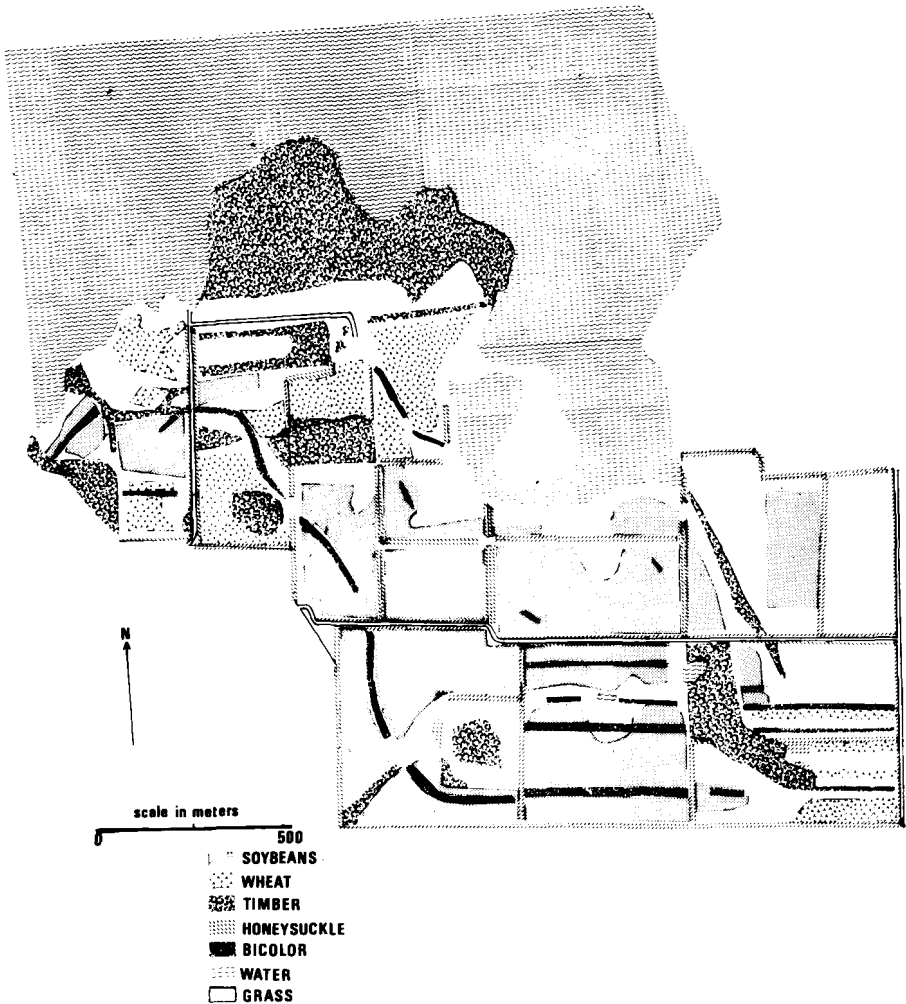 N
scale in meters
0 500
SOYBEANS
WHEAT
TIMBER
HONEYSUCKLE
BICOLOR
WATER
GRASS